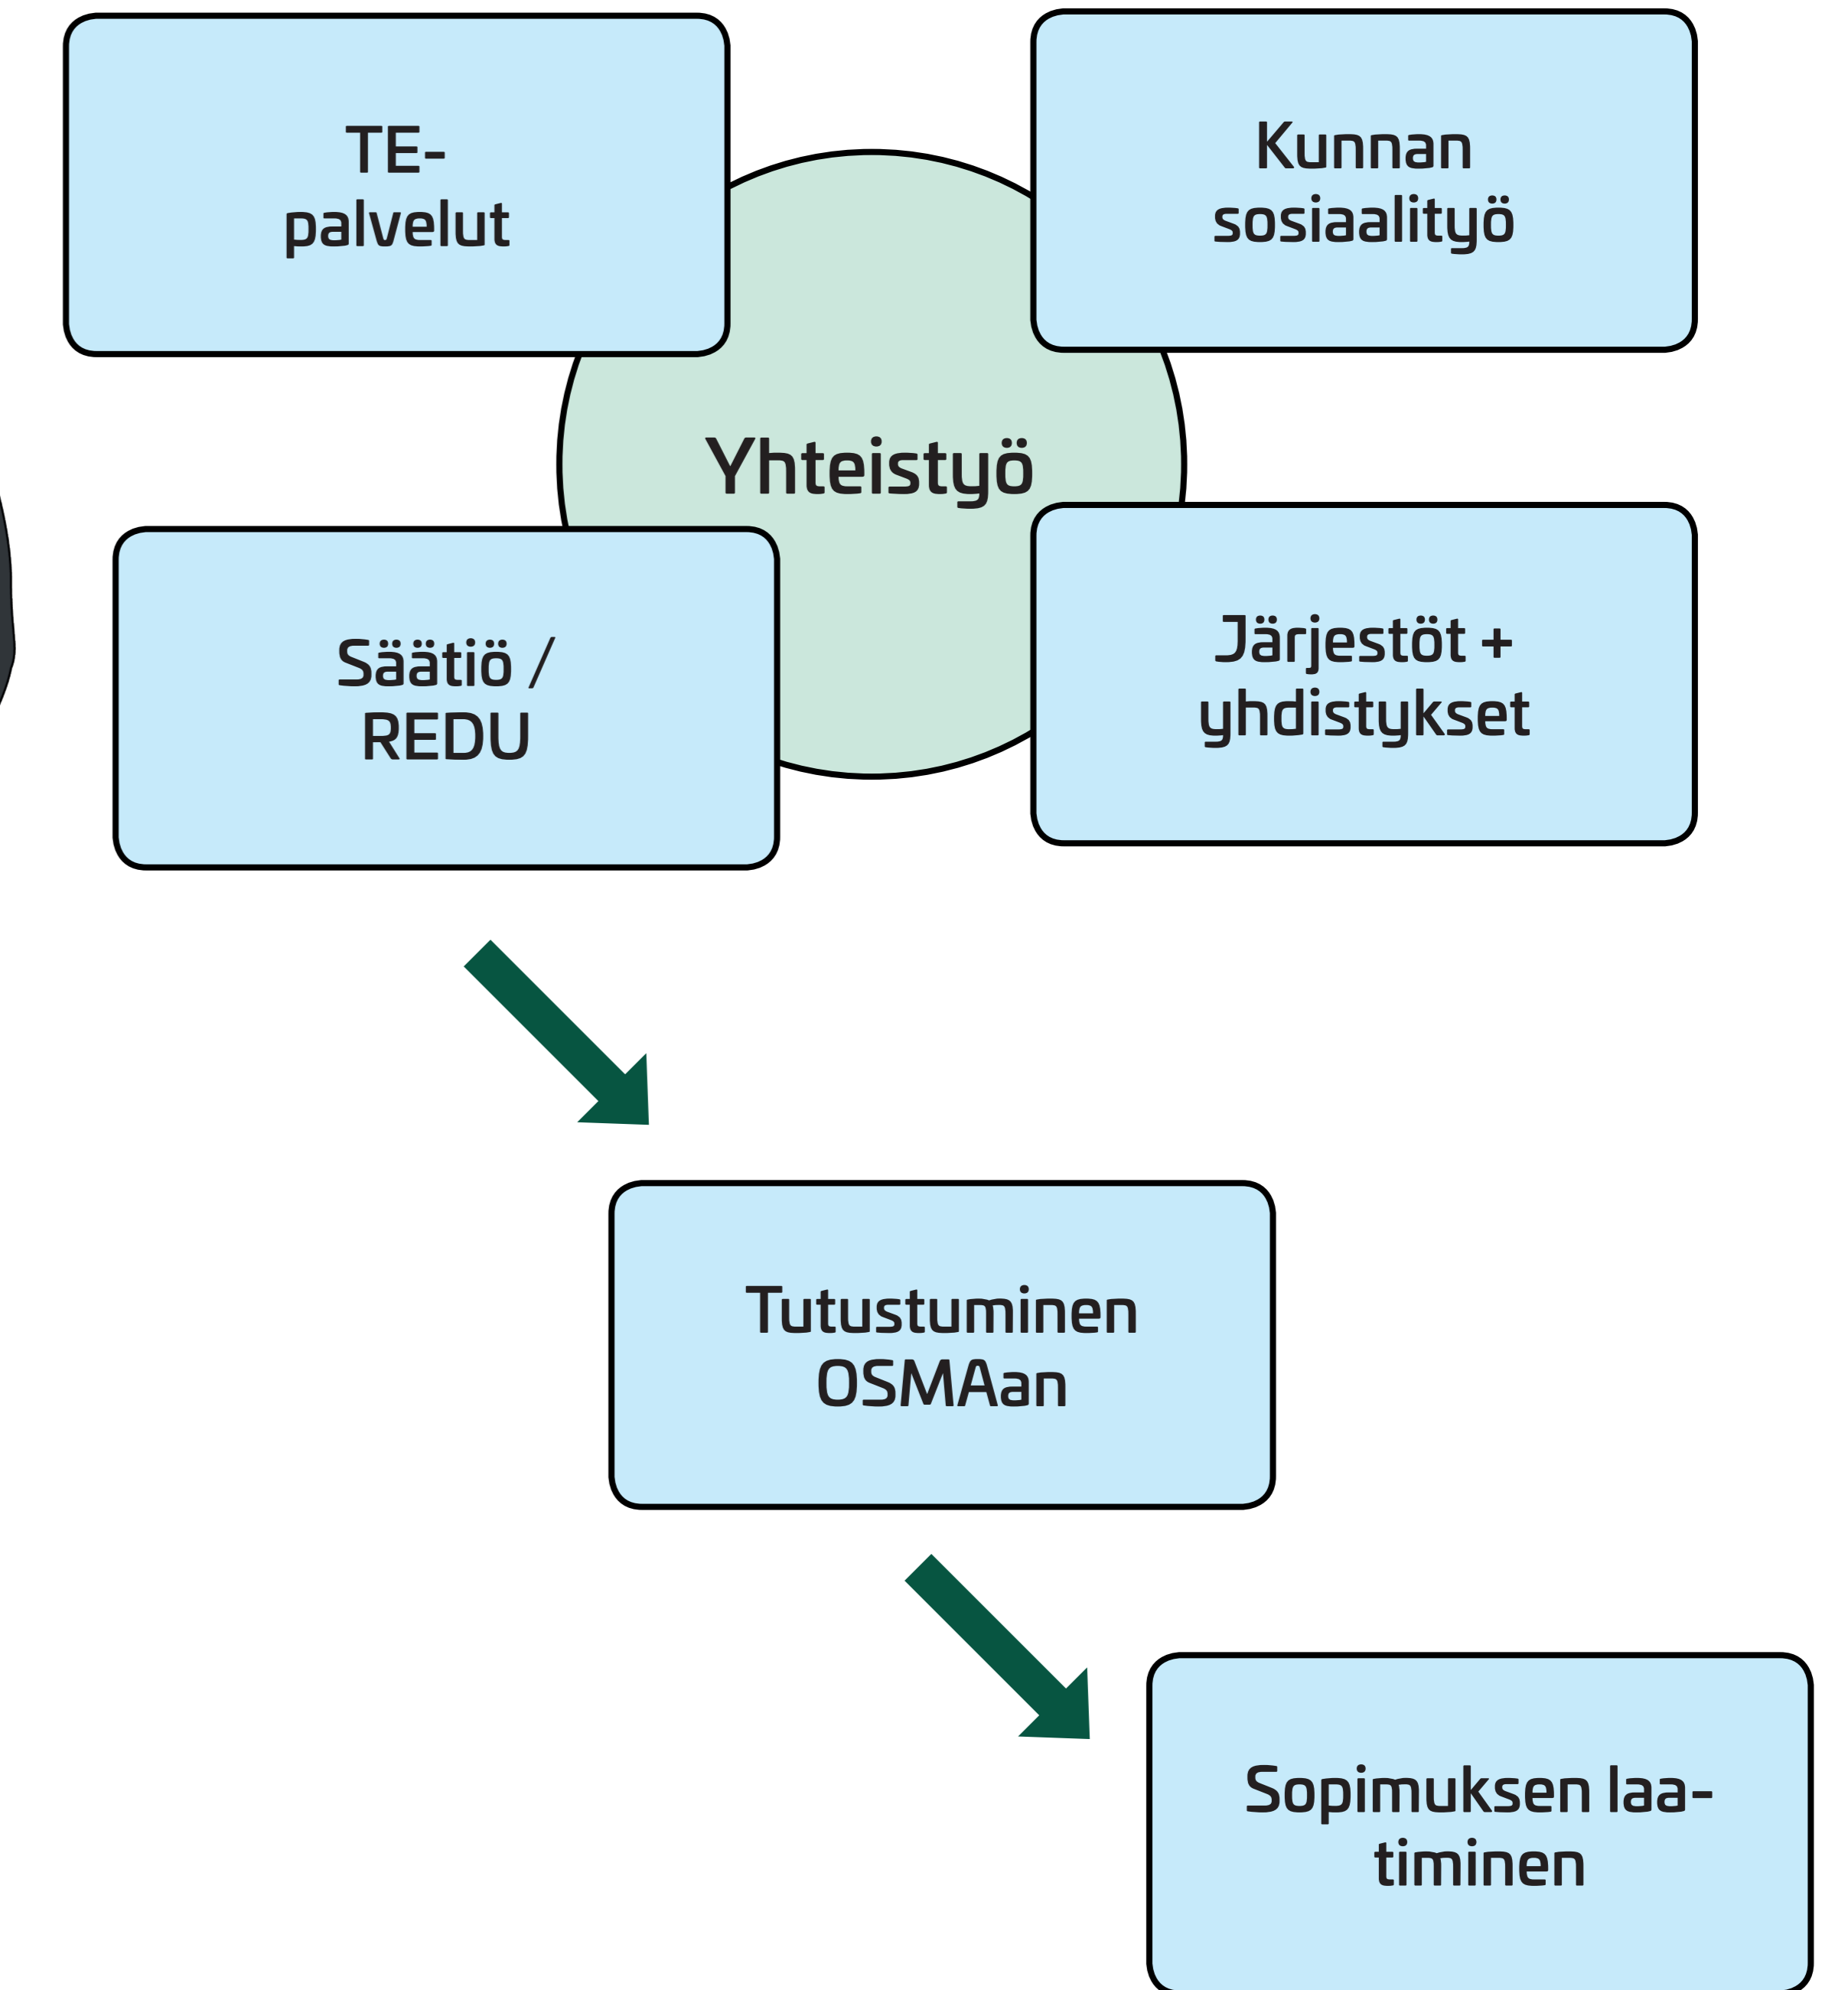 TE-
palvelut
Kunnan
sosiaalityö
Yhteistyö
Säätiö /
REDU
Järjestöt +
yhdistykset
Tutustuminen
OSMAan
Sopimuksen laa-
timinen